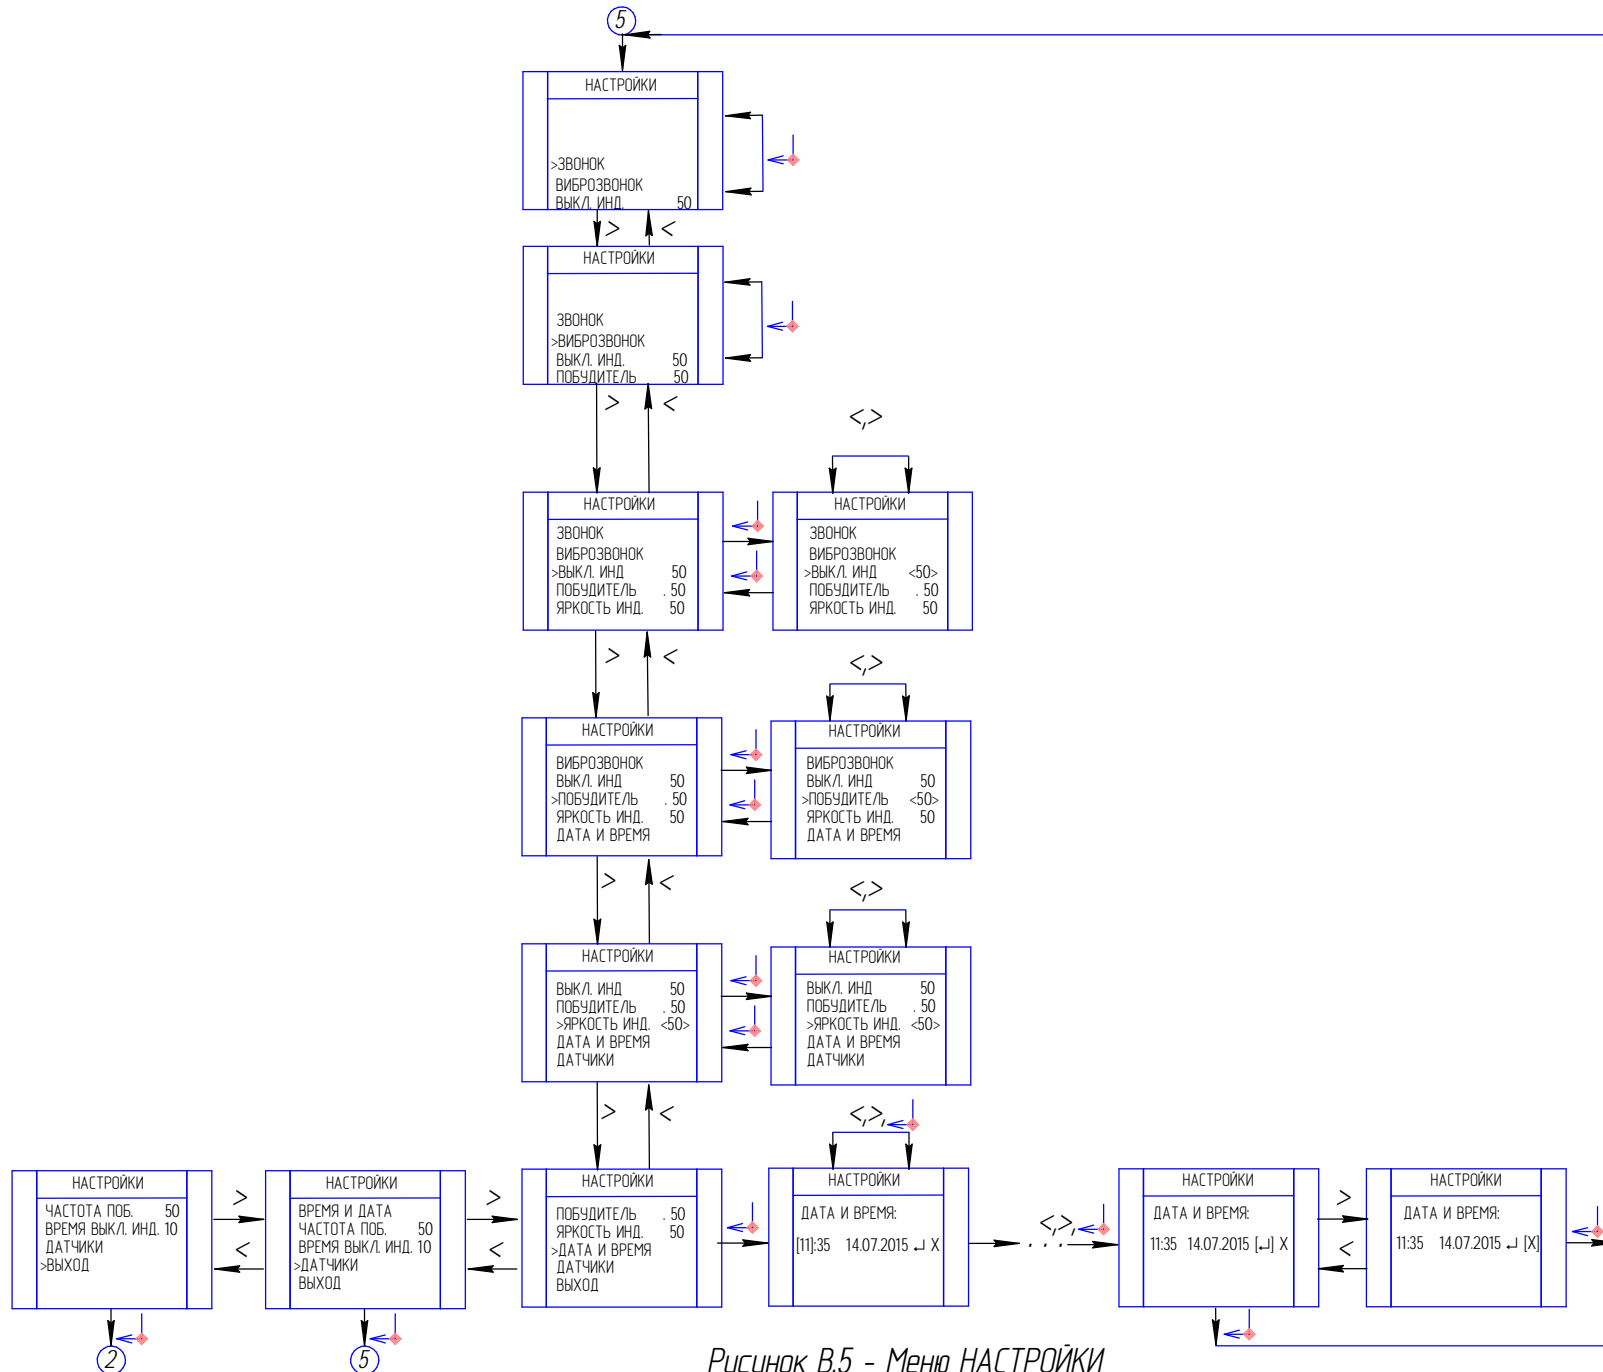 5
НАСТРОЙКИ
>ЗВОНОК
ВИБРОЗВОНОК
ВЫКЛ. ИНД. 50
> <
НАСТРОЙКИ
ЗВОНОК
>ВИБРОЗВОНОК
ВЫКЛ. ИНД. 50
ПОБУДИТЕЛЬ 50
> <
<,>
НАСТРОЙКИ
ЗВОНОК
ВИБРОЗВОНОК
>ВЫКЛ. ИНД 50
ПОБУДИТЕЛЬ . 50
ЯРКОСТЬ ИНД. 50
НАСТРОЙКИ
ЗВОНОК
ВИБРОЗВОНОК
>ВЫКЛ. ИНД <50>
ПОБУДИТЕЛЬ . 50
ЯРКОСТЬ ИНД. 50
> <
<,>
НАСТРОЙКИ
ВИБРОЗВОНОК
ВЫКЛ. ИНД 50
>ПОБУДИТЕЛЬ . 50
ЯРКОСТЬ ИНД. 50
ДАТА И ВРЕМЯ
НАСТРОЙКИ
ВИБРОЗВОНОК
ВЫКЛ. ИНД 50
>ПОБУДИТЕЛЬ <50>
ЯРКОСТЬ ИНД. 50
ДАТА И ВРЕМЯ
> <
<,>
НАСТРОЙКИ
ВЫКЛ. ИНД 50
ПОБУДИТЕЛЬ . 50
>ЯРКОСТЬ ИНД. <50>
ДАТА И ВРЕМЯ
ДАТЧИКИ
НАСТРОЙКИ
ВЫКЛ. ИНД 50
ПОБУДИТЕЛЬ . 50
>ЯРКОСТЬ ИНД. <50>
ДАТА И ВРЕМЯ
ДАТЧИКИ
> <
<,>,
НАСТРОЙКИ
ЧАСТОТА ПОБ. 50
ВРЕМЯ ВЫКЛ. ИНД. 10
ДАТЧИКИ
>ВЫХОД
>
<
НАСТРОЙКИ
ВРЕМЯ И ДАТА
ЧАСТОТА ПОБ. 50
ВРЕМЯ ВЫКЛ. ИНД. 10
>ДАТЧИКИ
ВЫХОД
>
<
НАСТРОЙКИ
ПОБУДИТЕЛЬ . 50
ЯРКОСТЬ ИНД. 50
>ДАТА И ВРЕМЯ
ДАТЧИКИ
ВЫХОД
НАСТРОЙКИ
ДАТА И ВРЕМЯ:
[11]:35 14.07.2015 ↵ X
<,>,
. . .
НАСТРОЙКИ
ДАТА И ВРЕМЯ:
11:35 14.07.2015 [↵] X
>
<
НАСТРОЙКИ
ДАТА И ВРЕМЯ:
11:35 14.07.2015 ↵ [X]
2
5
Рисунок В.5 - Меню НАСТРОЙКИ